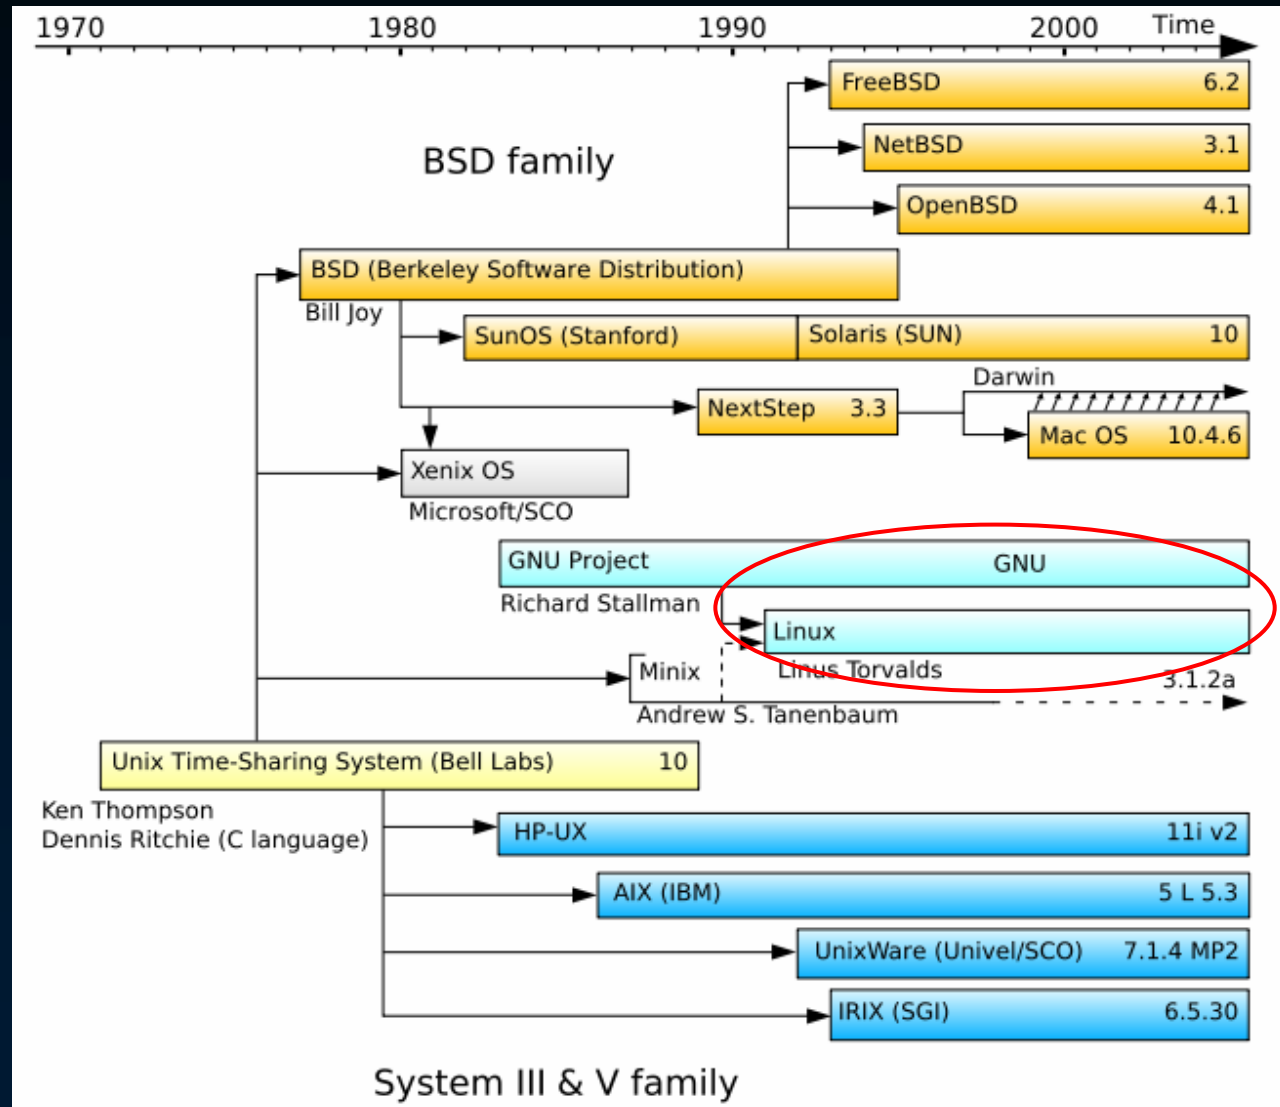 1970 1980 1990 2000 Time
FreeBSD 6.2
NetBSD 3.1
BSD family
OpenBSD 4.1
BSD (Berkeley Software Distribution)
Bill Joy
SunOS (Stanford) Solaris (SUN) 10
Darwin
NextStep 3.3
Mac OS 10.4.6
Xenix OS
Microsoft/SCO
GNU Project GNU
Richard Stallman
Linux
Linus Torvalds
Minix 3.1.2a
Andrew S. Tanenbaum
Unix Time-Sharing System (Bell Labs) 10
Ken Thompson
Dennis Ritchie (C language)
HP-UX 11i v2
AIX (IBM) 5 L 5.3
UnixWare (Univel/SCO) 7.1.4 MP2
IRIX (SGI) 6.5.30
System III & V family